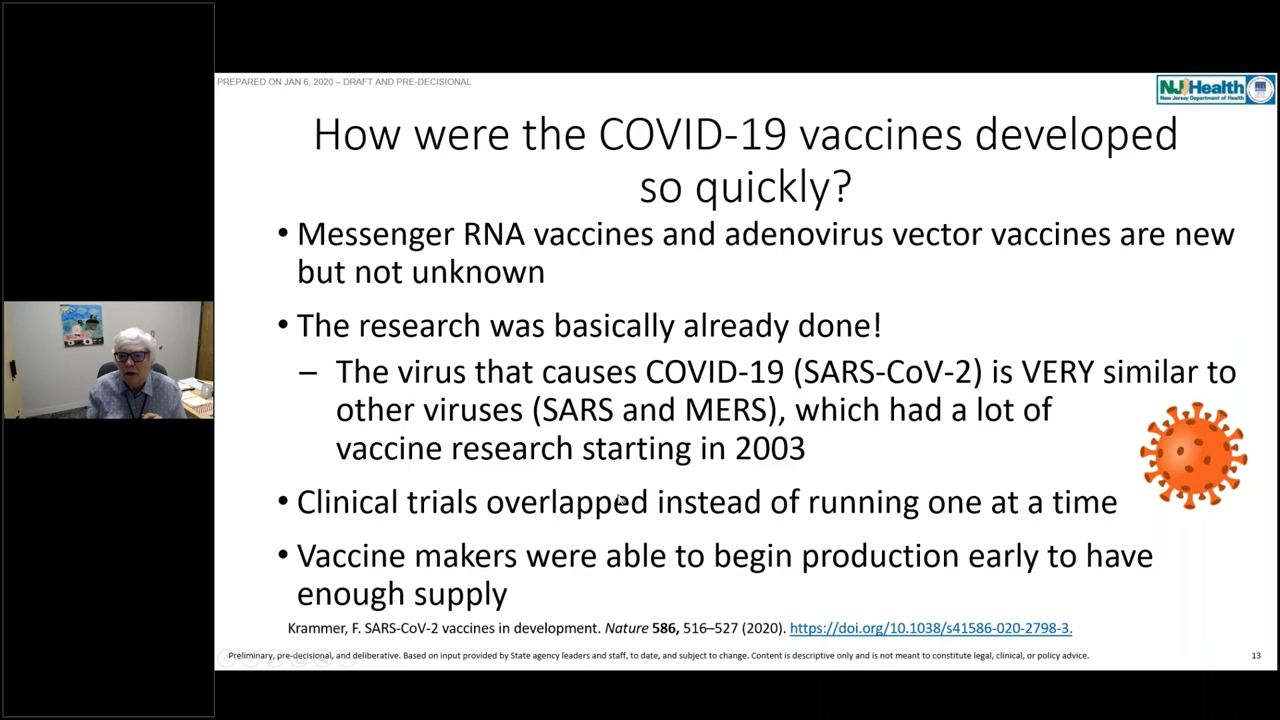 PREPARED ON JAN 6, 2020 – DRAFT AND PRE-DECISIONAL
NJHealth
New Jersey Department of Health
How were the COVID-19 vaccines developed
so quickly?
• Messenger RNA vaccines and adenovirus vector vaccines are new
but not unknown
• The research was basically already done!
– The virus that causes COVID-19 (SARS-CoV-2) is VERY similar to
other viruses (SARS and MERS), which had a lot of
vaccine research starting in 2003
• Clinical trials overlapped instead of running one at a time
• Vaccine makers were able to begin production early to have
enough supply
Krammer, F. SARS-CoV-2 vaccines in development. Nature 586, 516–527 (2020). https://doi.org/10.1038/s41586-020-2798-3.
Preliminary, pre-decisional, and deliberative. Based on input provided by State agency leaders and staff, to date, and subject to change. Content is descriptive only and is not meant to constitute legal, clinical, or policy advice.
13